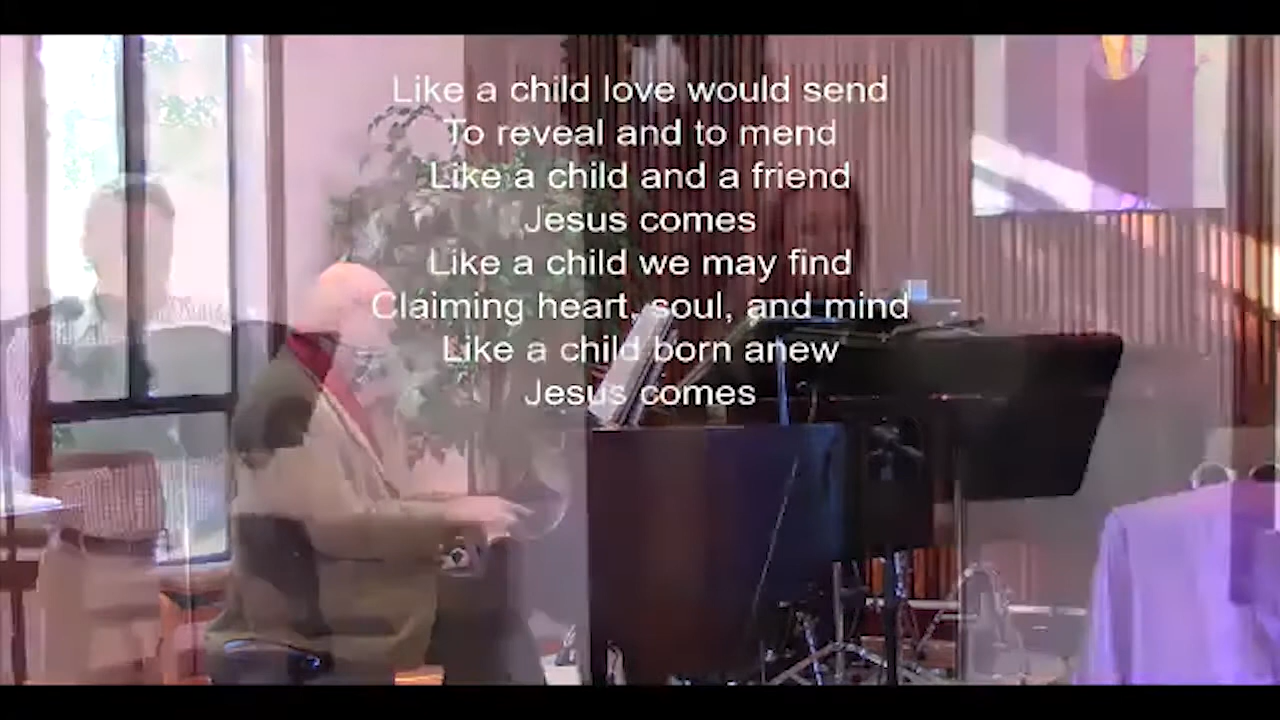 Like a child love would send
To reveal and to mend
Like a child and a friend
Jesus comes
Like a child we may find
Claiming heart, soul, and mind
Like a child born anew
Jesus comes